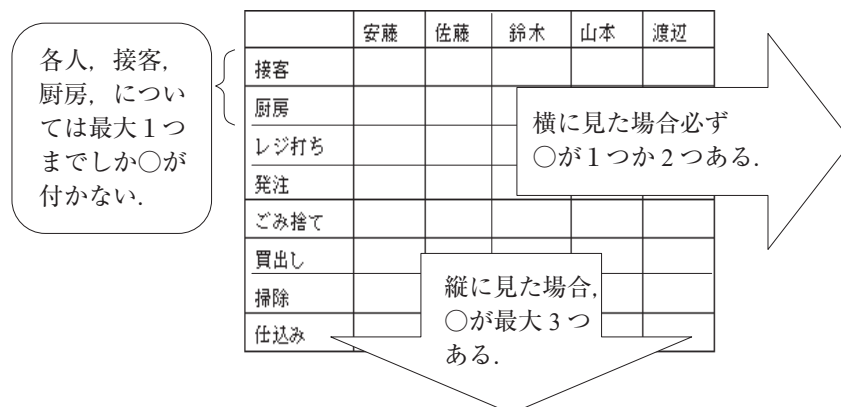 安藤 佐藤 鈴木 山本 渡辺
各人，接客，
厨房，につい
ては最大１つ
までしか○が
付かない．
接客
厨房
レジ打ち
発注
ごみ捨て
買出し
掃除
仕込み
横に見た場合必ず
○が１つか２つある．
縦に見た場合，
○が最大３つ
ある．